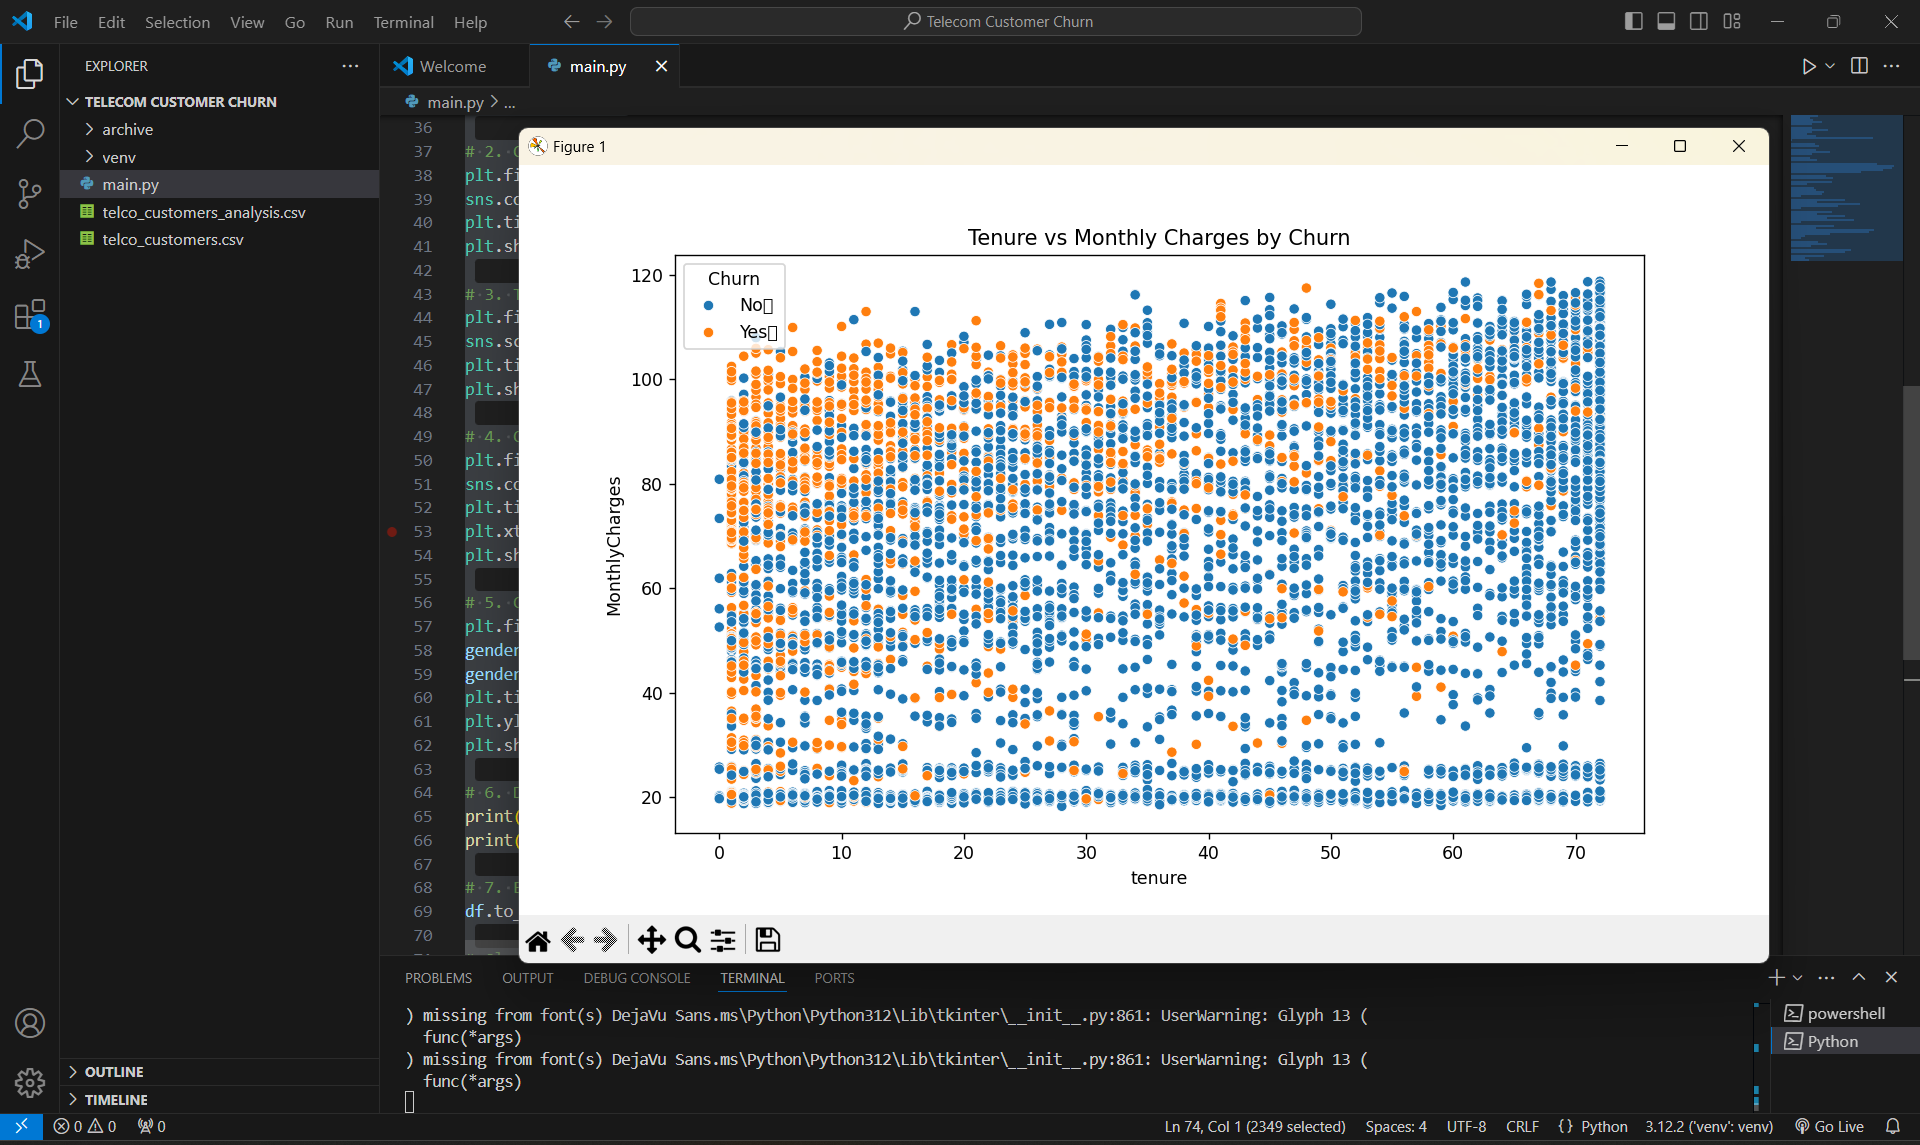 File Edit Selection View Go Run Terminal Help
Telecom Customer Churn
EXPLORER
TELECOM CUSTOMER CHURN
archive
venv
main.py
telco_customers_analysis.csv
telco_customers.csv
1
OUTLINE
TIMELINE
Welcome
main.py
main.py > ...
36
37 # 2. C
38 plt.fi
39 sns.co
40 plt.ti
41 plt.sh
42
43 # 3. T
44 plt.fi
45 sns.sc
46 plt.ti
47 plt.sh
48
49 # 4. C
50 plt.fi
51 sns.co
52 plt.ti
53 plt.xt
54 plt.sh
55
56 # 5. C
57 plt.fi
58 gender
59 gender
60 plt.ti
61 plt.yl
62 plt.sh
63
64 # 6. D
65 print(
66 print(
67
68 # 7. E
69 df.to_
70
Figure 1
Tenure vs Monthly Charges by Churn
Churn
No▯
Yes▯
MonthlyCharges
120
100
80
60
40
20
0 10 20 30 40 50 60 70
tenure
PROBLEMS OUTPUT DEBUG CONSOLE TERMINAL PORTS
) missing from font(s) DejaVu Sans.ms\Python\Python312\Lib\tkinter\__init__.py:861: UserWarning: Glyph 13 (
func(*args)
) missing from font(s) DejaVu Sans.ms\Python\Python312\Lib\tkinter\__init__.py:861: UserWarning: Glyph 13 (
func(*args)
powershell
Python
0 0 0
Ln 74, Col 1 (2349 selected) Spaces: 4 UTF-8 CRLF {} Python 3.12.2 ('venv': venv) Go Live